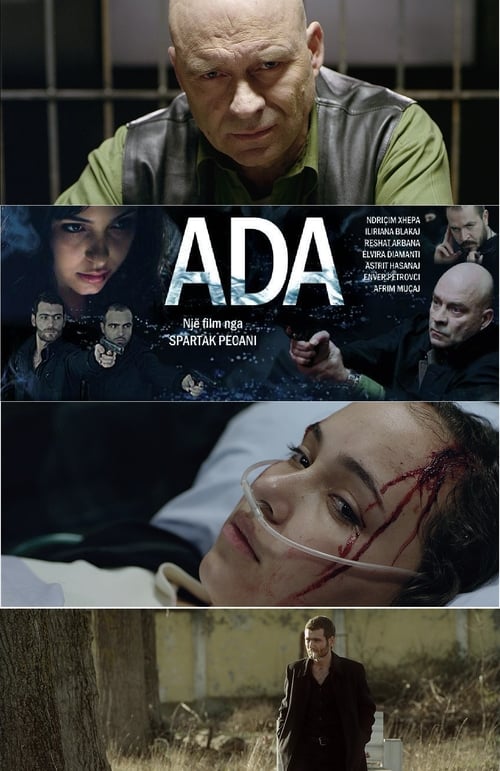 ADA
Një film nga
SPARTAK PECANI
NDRIÇIM XHEPA
ILIRIANA BLAKAJ
RESHAT ARBANA
ELVIRA DIAMANTI
ASTRIT HASANAJ
ENVER PETROVCI
AFRIM MUÇAJ